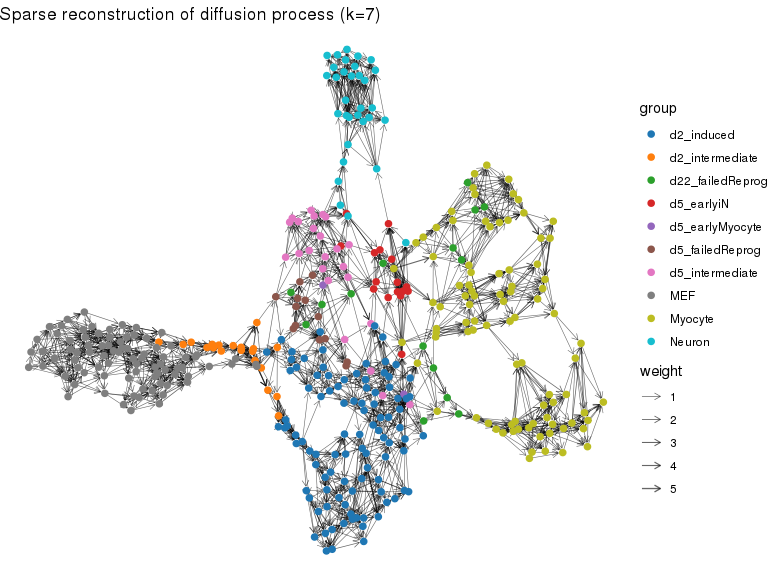 Sparse reconstruction of diffusion process (k=7)
group
d2_induced
d2_intermediate
d22_failedReprog
d5_earlyiN
d5_earlyMyocyte
d5_failedReprog
d5_intermediate
MEF
Myocyte
Neuron
weight
1
2
3
4
5